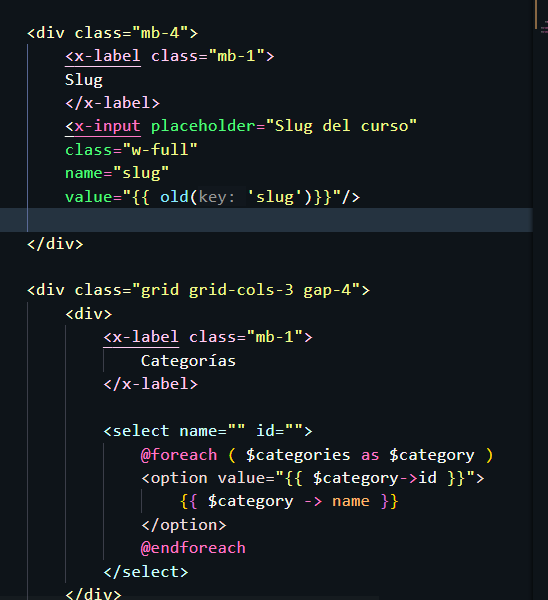 <div class="mb-4">
<x-label class="mb-1">
Slug
</x-label>
<x-input placeholder="Slug del curso"
class="w-full"
name="slug"
value="{{ old(key: 'slug')}}"/>
</div>
<div class="grid grid-cols-3 gap-4">
<div>
<x-label class="mb-1">
Categorías
</x-label>
<select name="" id="">
@foreach ( $categories as $category )
<option value="{{ $category->id }}">
{{ $category -> name }}
</option>
@endforeach
</select>
</div>